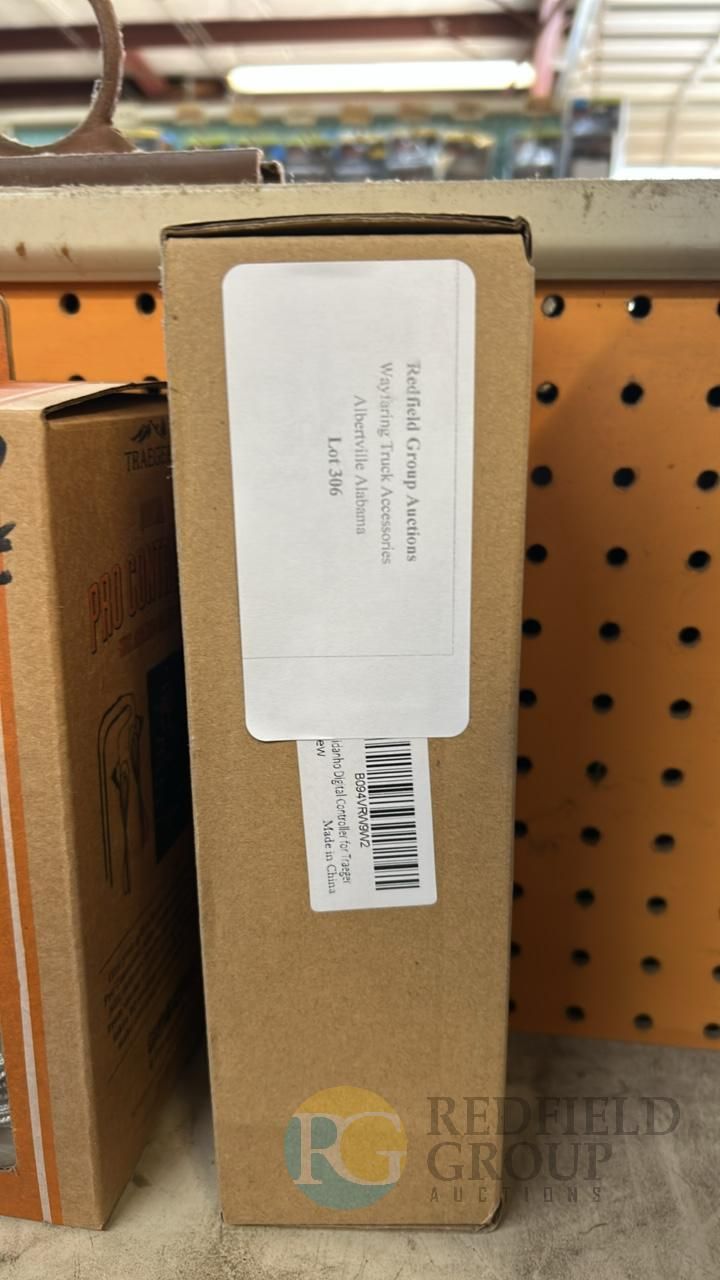 Redfield Group Auctions
Wayfaring Truck Accessories
Albertville Alabama
Lot 306
B094VRW9W2
Digital Controller for Traeger
Made in China
TRAEGER
PRO
REDFIELD
GROUP
AUCTIONS
RG